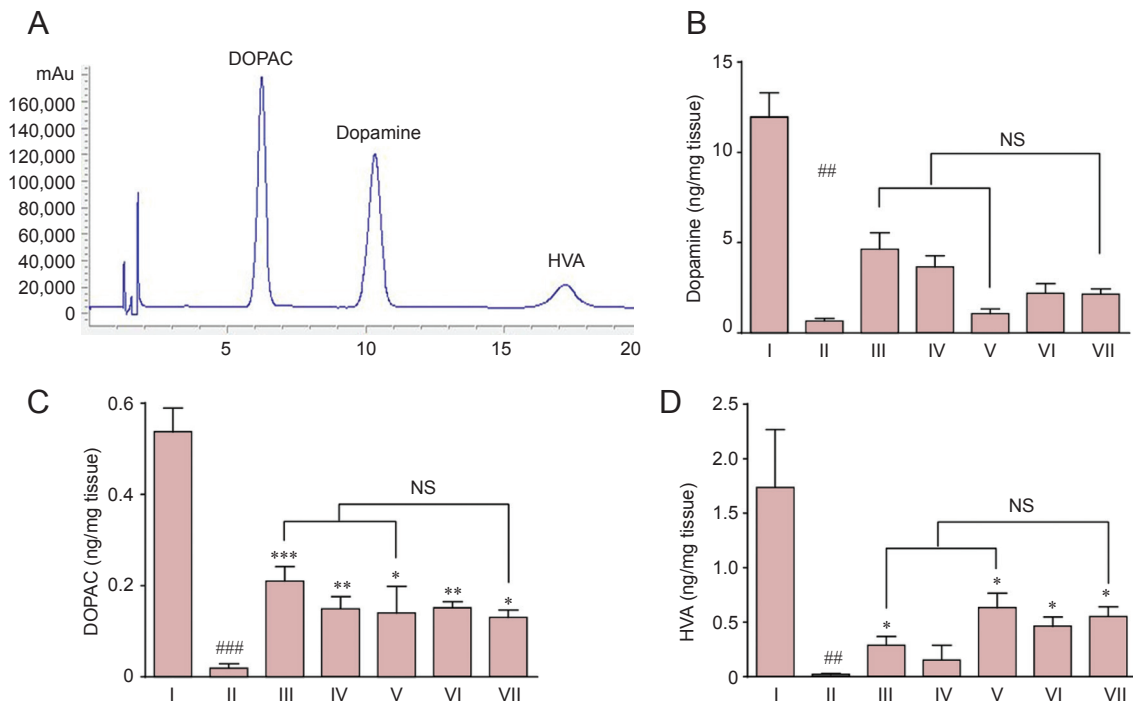 A
mAu
160,000
140,000
120,000
100,000
80,000
60,000
40,000
20,000
0
DOPAC
Dopamine
HVA
5
10
15
20
B
Dopamine (ng/mg tissue)
15
10
5
0
##
NS
I II III IV V VI VII
C
DOPAC (ng/mg tissue)
0.6
0.4
0.2
0
NS
###
***
**
*
**
*
I II III IV V VI VII
D
HVA (ng/mg tissue)
2.5
2.0
1.5
1.0
0.5
0
NS
##
*
*
*
*
I II III IV V VI VII